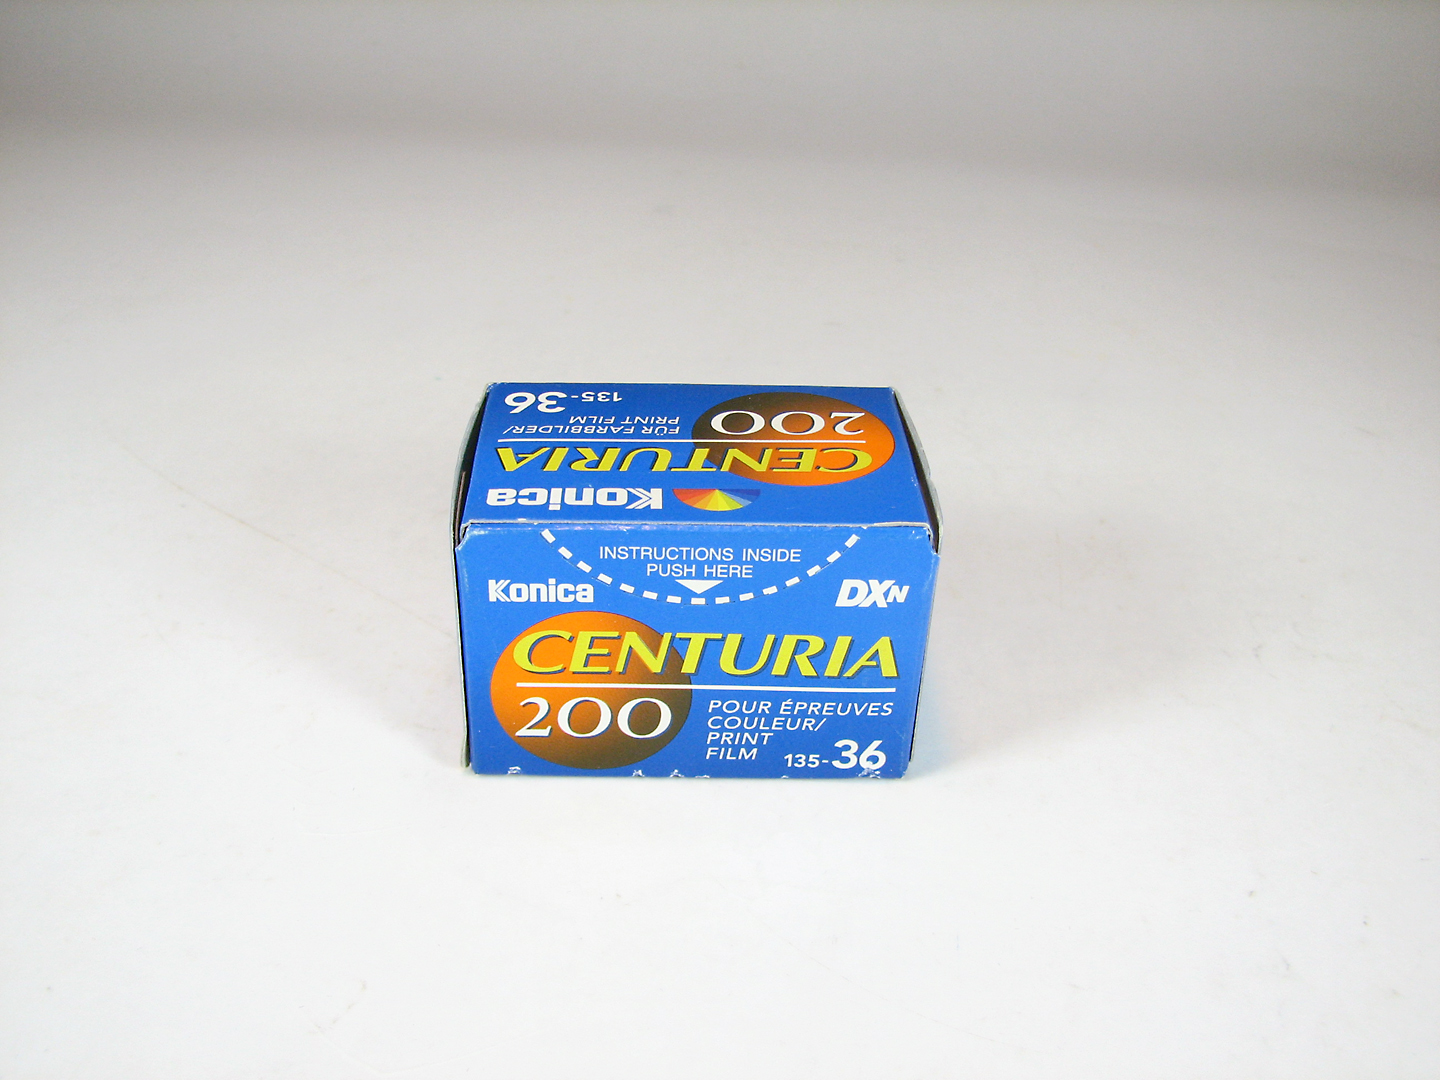 135-36
FÜR FARBBILDER/
PRINT FILM
200
CENTURIA
Konica
INSTRUCTIONS INSIDE
PUSH HERE
Konica
DXN
CENTURIA
200
POUR ÉPREUVES
COULEUR/
PRINT
FILM
135-36